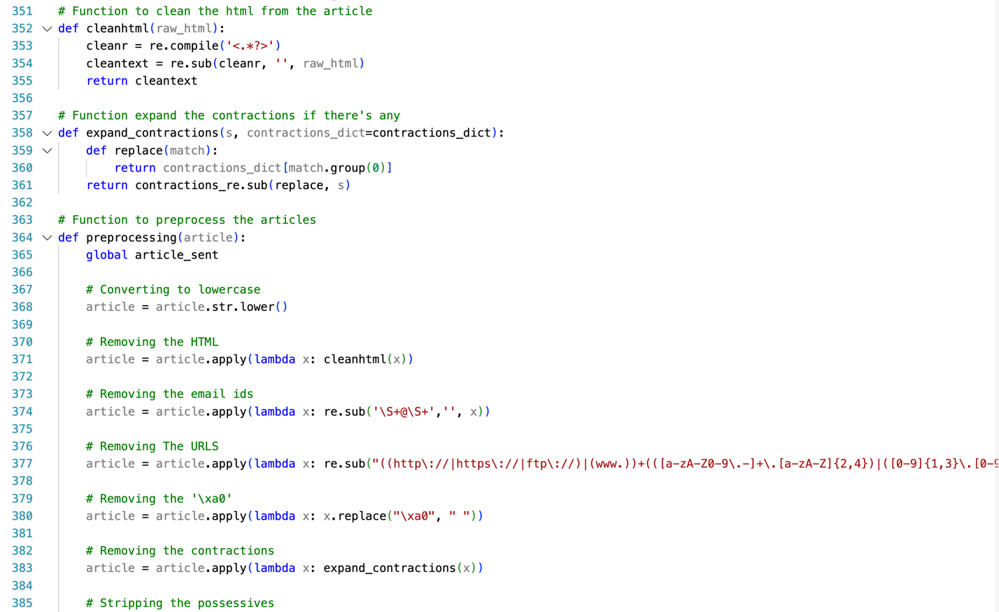 351 # Function to clean the html from the article
352 def cleanhtml(raw_html):
353     cleanr = re.compile('<.*?>')
354     cleantext = re.sub(cleanr, '', raw_html)
355     return cleantext
356
357 # Function expand the contractions if there's any
358 def expand_contractions(s, contractions_dict=contractions_dict):
359     def replace(match):
360         return contractions_dict[match.group(0)]
361     return contractions_re.sub(replace, s)
362
363 # Function to preprocess the articles
364 def preprocessing(article):
365     global article_sent
366
367     # Converting to lowercase
368     article = article.str.lower()
369
370     # Removing the HTML
371     article = article.apply(lambda x: cleanhtml(x))
372
373     # Removing the email ids
374     article = article.apply(lambda x: re.sub('\S+@\S+','', x))
375
376     # Removing The URLS
377     article = article.apply(lambda x: re.sub("((http\://|https\://|ftp\://)|(www.))+(([a-zA-Z0-9\.-]+\.[a-zA-Z]{2,4})|([0-9]{1,3}\.[0-9
378
379     # Removing the '\xa0'
380     article = article.apply(lambda x: x.replace("\xa0", " "))
381
382     # Removing the contractions
383     article = article.apply(lambda x: expand_contractions(x))
384
385     # Stripping the possessives